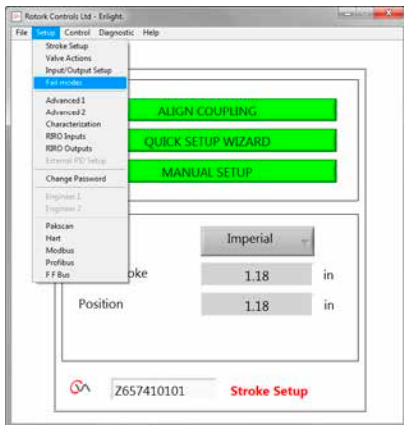 Rotork Controls Ltd - Enlight.
File Setup Control Diagnostic Help
Stroke Setup
Valve Actions
Input/Output Setup
Fail modes
Advanced 1
Advanced 2
Characterization
RIRO Inputs
RIRO Outputs
External PID Setup
Change Password
Engineer 1
Engineer 2
Pakscan
Hart
Modbus
Profibus
F F Bus
ALIGN COUPLING
QUICK SETUP WIZARD
MANUAL SETUP
Imperial
oke 1.18 in
Position 1.18 in
Z657410101 Stroke Setup